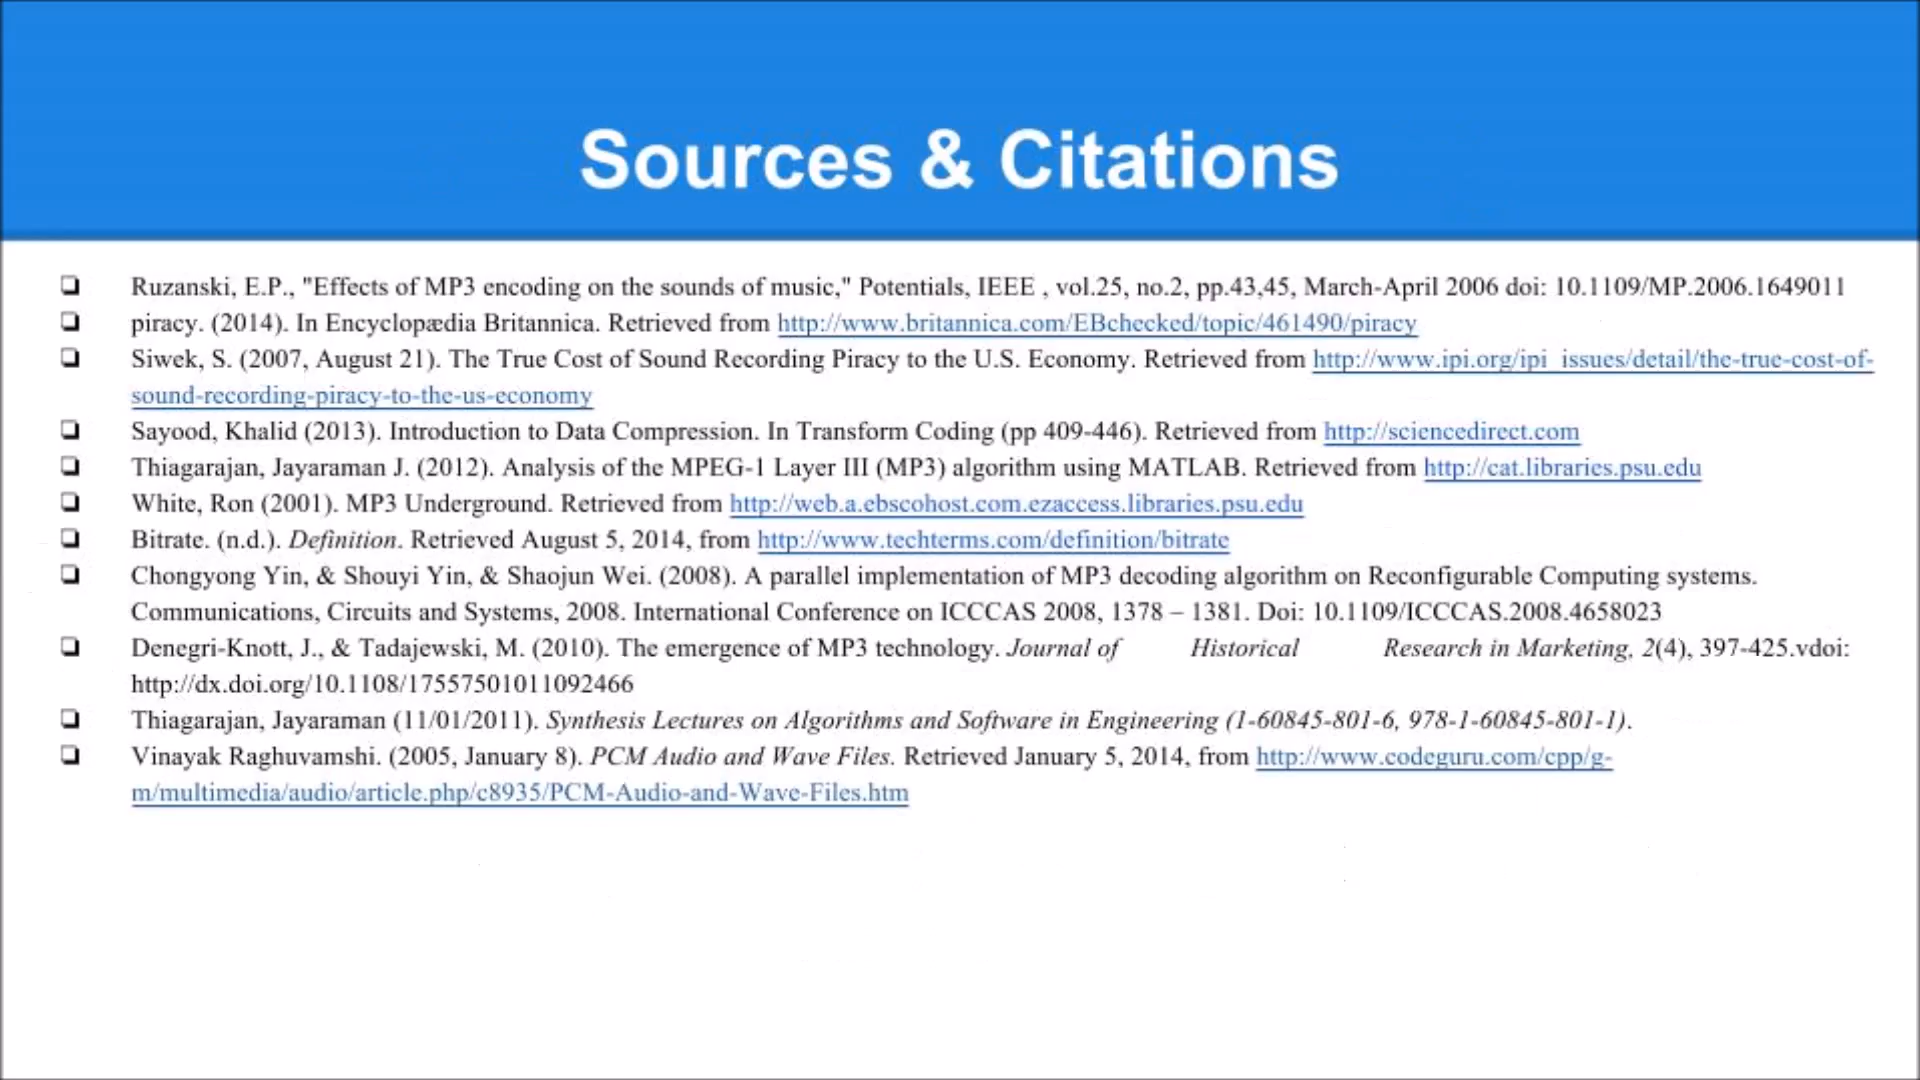 Sources & Citations
❏ Ruzanski, E.P., "Effects of MP3 encoding on the sounds of music," Potentials, IEEE , vol.25, no.2, pp.43,45, March-April 2006 doi: 10.1109/MP.2006.1649011
❏ piracy. (2014). In Encyclopædia Britannica. Retrieved from http://www.britannica.com/EBchecked/topic/461490/piracy
❏ Siwek, S. (2007, August 21). The True Cost of Sound Recording Piracy to the U.S. Economy. Retrieved from http://www.ipi.org/ipi_issues/detail/the-true-cost-of-
sound-recording-piracy-to-the-us-economy
❏ Sayood, Khalid (2013). Introduction to Data Compression. In Transform Coding (pp 409-446). Retrieved from http://sciencedirect.com
❏ Thiagarajan, Jayaraman J. (2012). Analysis of the MPEG-1 Layer III (MP3) algorithm using MATLAB. Retrieved from http://cat.libraries.psu.edu
❏ White, Ron (2001). MP3 Underground. Retrieved from http://web.a.ebscohost.com.ezaccess.libraries.psu.edu
❏ Bitrate. (n.d.). Definition. Retrieved August 5, 2014, from http://www.techterms.com/definition/bitrate
❏ Chongyong Yin, & Shouyi Yin, & Shaojun Wei. (2008). A parallel implementation of MP3 decoding algorithm on Reconfigurable Computing systems.
Communications, Circuits and Systems, 2008. International Conference on ICCCAS 2008, 1378 – 1381. Doi: 10.1109/ICCCAS.2008.4658023
❏ Denegri-Knott, J., & Tadajewski, M. (2010). The emergence of MP3 technology. Journal of Historical Research in Marketing, 2(4), 397-425.vdoi:
http://dx.doi.org/10.1108/17557501011092466
❏ Thiagarajan, Jayaraman (11/01/2011). Synthesis Lectures on Algorithms and Software in Engineering (1-60845-801-6, 978-1-60845-801-1).
❏ Vinayak Raghuvamshi. (2005, January 8). PCM Audio and Wave Files. Retrieved January 5, 2014, from http://www.codeguru.com/cpp/g-
m/multimedia/audio/article.php/c8935/PCM-Audio-and-Wave-Files.htm